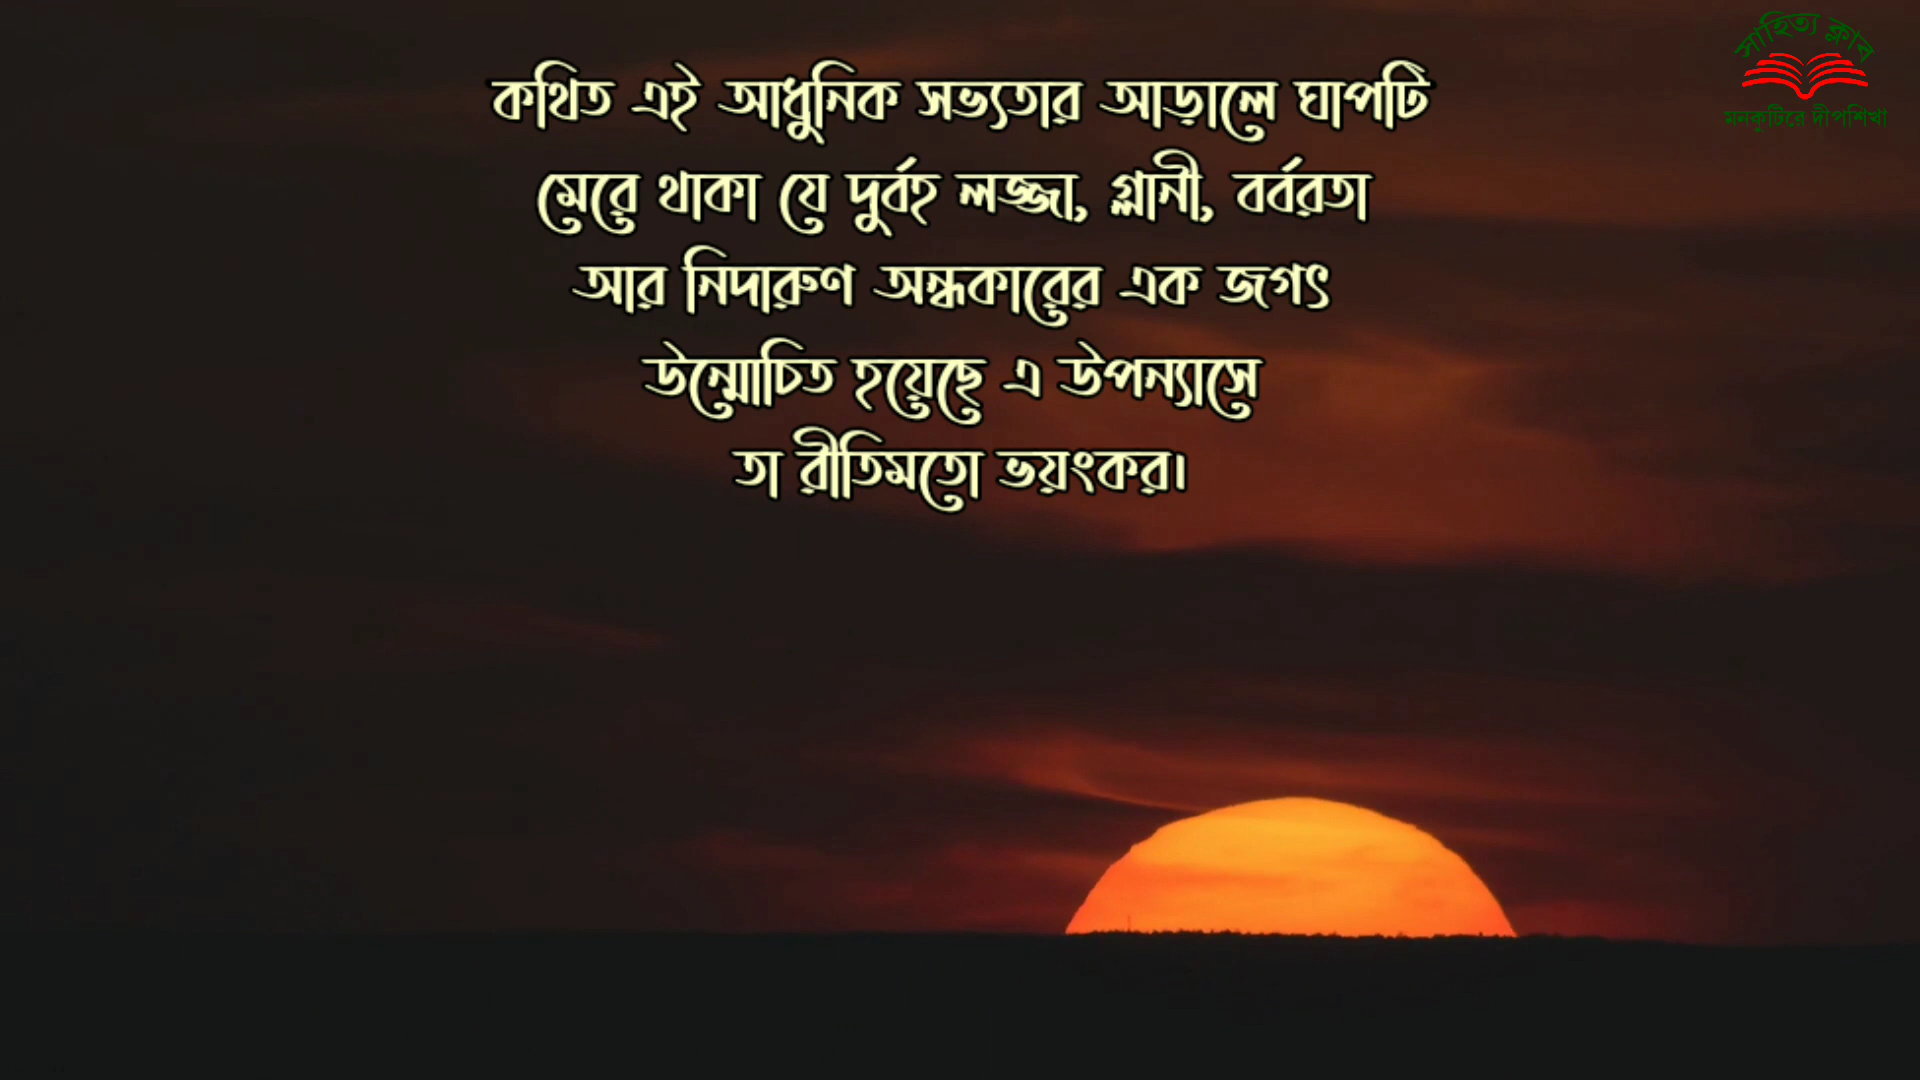 সাহিত্য ক্লাব
মনকুটিরে দীপশিখা
কথিত এই আধুনিক সভ্যতার আড়ালে ঘাপটি
মেরে থাকা যে দুর্বহ লজ্জা, গ্লানী, বর্বরতা
আর নিদারুণ অন্ধকারের এক জগৎ
উন্মোচিত হয়েছে এ উপন্যাসে
তা রীতিমতো ভয়ংকর।